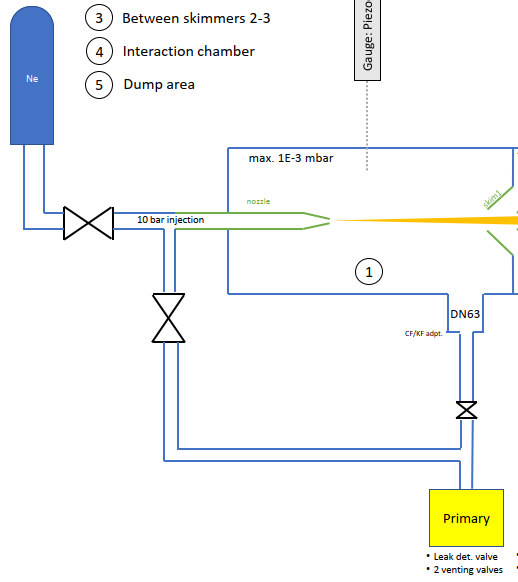 3 Between skimmers 2-3
4 Interaction chamber
5 Dump area
Gauge: Piezo
Ne
max. 1E-3 mbar
skim1
nozzle
10 bar injection
1
DN63
CF/KF adpt.
Primary
• Leak det. valve
• 2 venting valves